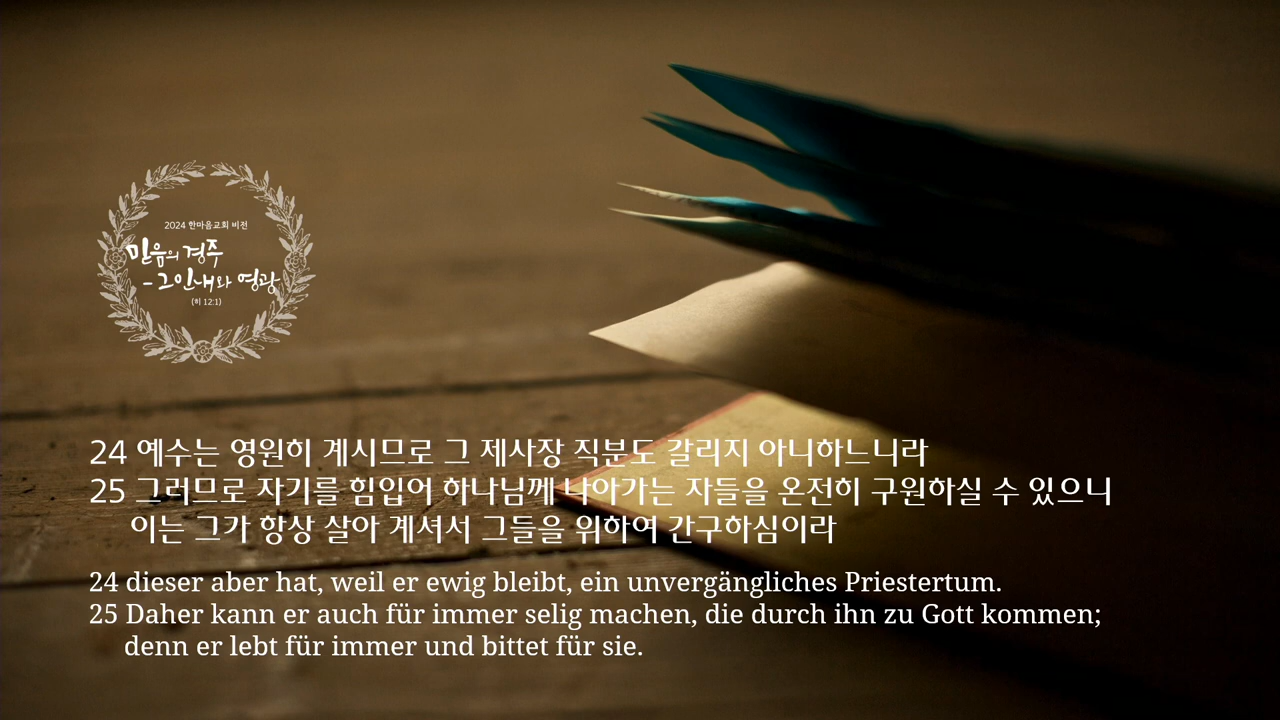 2024 한마음교회 비전
믿음의 경주
- 그 인내와 영광
(히 12:1)
24 예수는 영원히 계시므로 그 제사장 직분도 갈리지 아니하느니라
25 그러므로 자기를 힘입어 하나님께 나아가는 자들을 온전히 구원하실 수 있으니
이는 그가 항상 살아 계셔서 그들을 위하여 간구하심이라
24 dieser aber hat, weil er ewig bleibt, ein unvergängliches Priestertum.
25 Daher kann er auch für immer selig machen, die durch ihn zu Gott kommen;
denn er lebt für immer und bittet für sie.